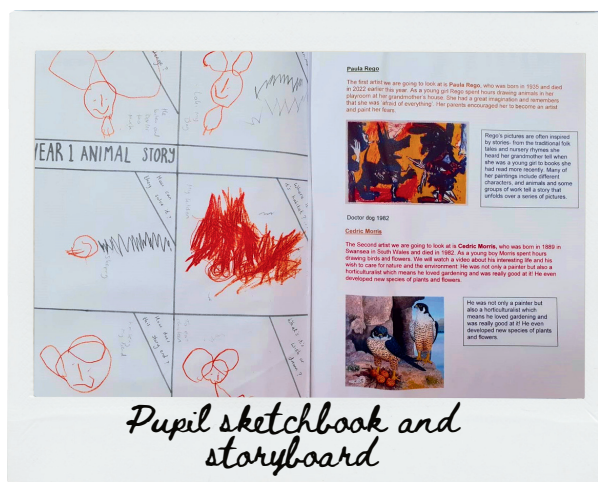 YEAR 1 ANIMAL STORY
Paula Rego
The first artist we are going to look at is Paula Rego, who was born in 1935 and died
in 2022 earlier this year. As a young girl Rego spent hours drawing animals in her
playroom at her grandmother's house. She had a great imagination and remembers
that she was 'afraid of everything'. Her parents encouraged her to become an artist
and paint her fears.
Rego's pictures are often inspired
by stories- from the traditional folk
tales and nursery rhymes she
heard her grandmother tell when
she was a young girl to books she
had read more recently. Many of
her paintings include different
characters, and animals and some
groups of work tell a story that
unfolds over a series of pictures.
Doctor dog 1982
Cedric Morris
The Second artist we are going to look at is Cedric Morris, who was born in 1889 in
Swansea in South Wales and died in 1982. As a young boy Morris spent hours
drawing birds and flowers. We will watch a video about his interesting life and his
wish to care for nature and the environment. He was not only a painter but also a
horticulturalist which means he loved gardening and was really good at it! He even
developed new species of plants and flowers.
He was not only a painter but
also a horticulturalist which
means he loved gardening and
was really good at it! He even
developed new species of plants
and flowers
Pupil sketchbook and
storyboard